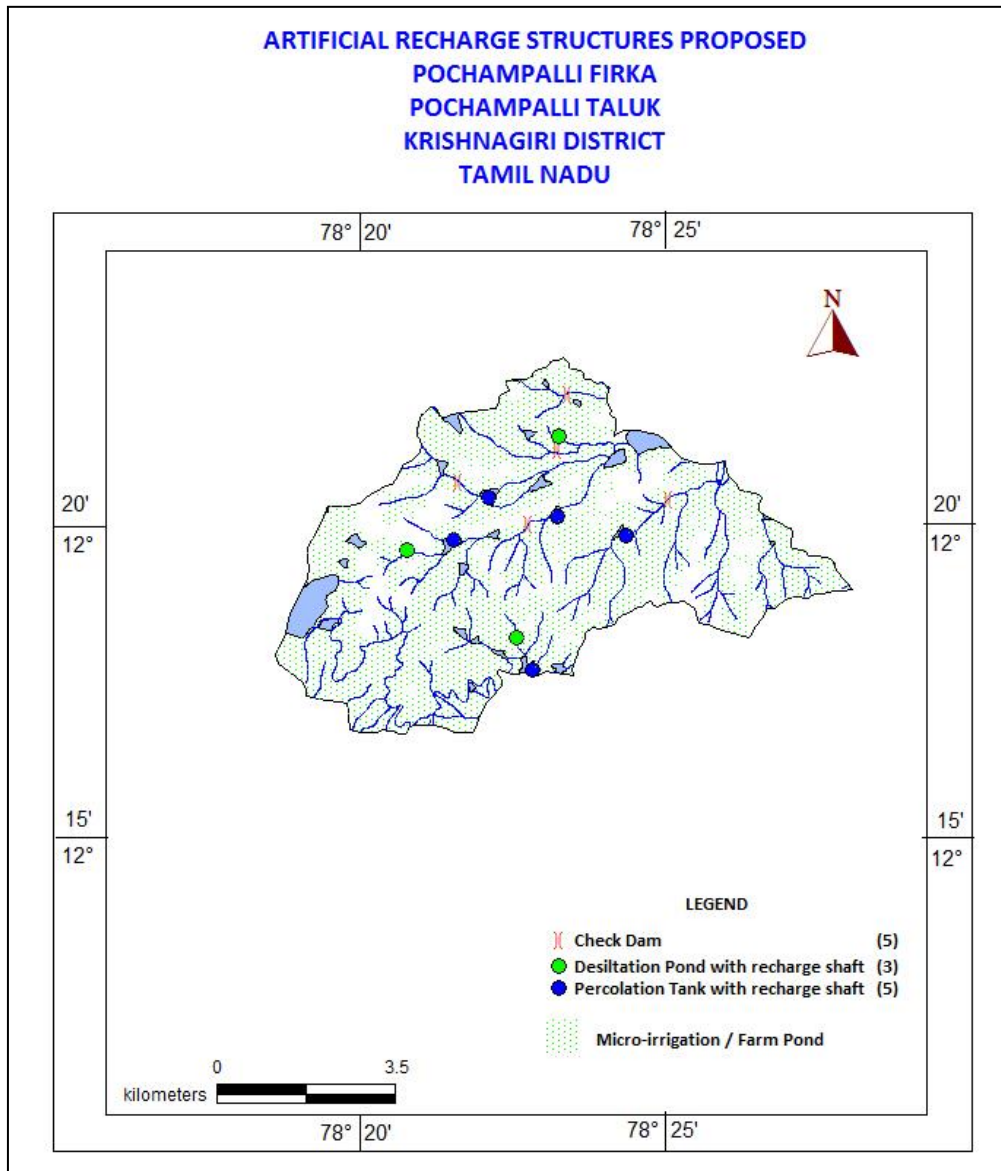 ARTIFICIAL RECHARGE STRUCTURES PROPOSED
POCHAMPALLI FIRKA
POCHAMPALLI TALUK
KRISHNAGIRI DISTRICT
TAMIL NADU
78° 20' 78° 25'
N
20' 20'
12° 12°
15' 15'
12° 12°
LEGEND
Check Dam (5)
Desiltation Pond with recharge shaft (3)
Percolation Tank with recharge shaft (5)
Micro-irrigation / Farm Pond
0 3.5
kilometers
78° 20' 78° 25'